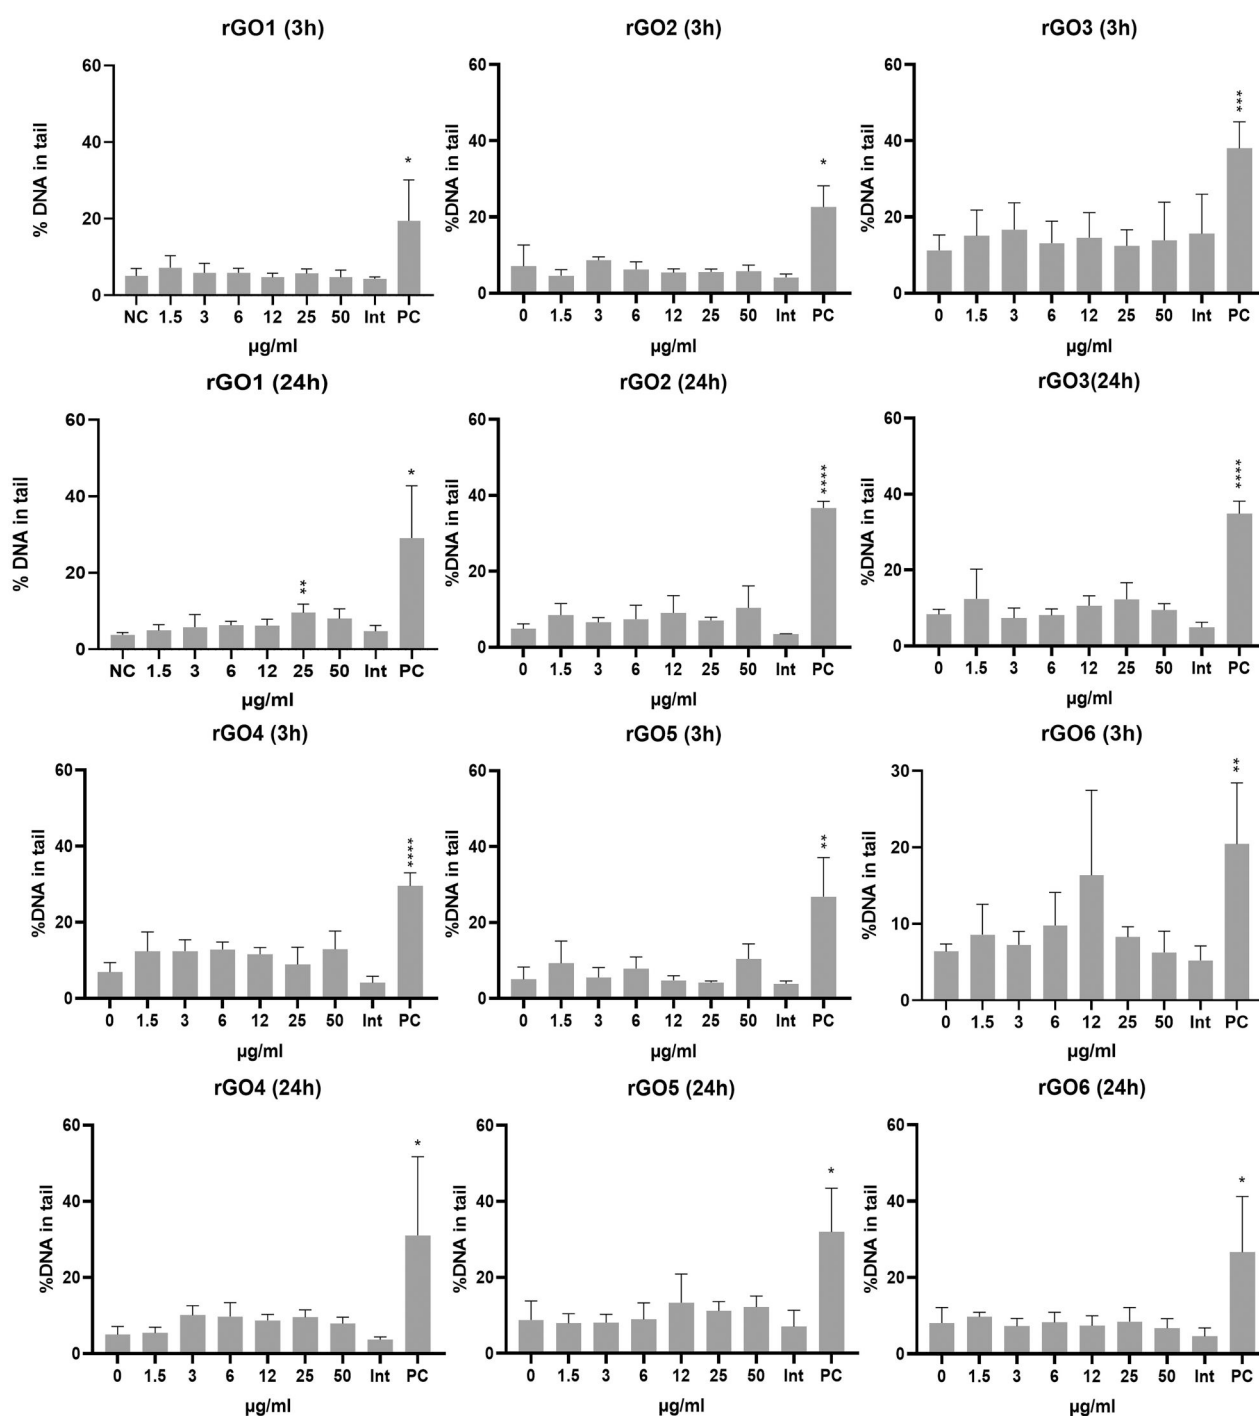 rGO1 (3h) rGO2 (3h) rGO3 (3h)
60 60 60
***
40 * 40 * 40
% DNA in tail %DNA in tail %DNA in tail
20 20 20
0 0 0
NC 1.5 3 6 12 25 50 Int PC 0 1.5 3 6 12 25 50 Int PC 0 1.5 3 6 12 25 50 Int PC
µg/ml µg/ml µg/ml
rGO1 (24h) rGO2 (24h) rGO3(24h)
60 60 60
* **** ****
40 40 40
% DNA in tail %DNA in tail %DNA in tail
20 ** 20 20
0 0 0
NC 1.5 3 6 12 25 50 Int PC 0 1.5 3 6 12 25 50 Int PC 0 1.5 3 6 12 25 50 Int PC
µg/ml µg/ml µg/ml
rGO4 (3h) rGO5 (3h) rGO6 (3h)
60 60 30
**
40 **** 40 ** 20
%DNA in tail %DNA in tail %DNA in tail
20 20 10
0 0 0
0 1.5 3 6 12 25 50 Int PC 0 1.5 3 6 12 25 50 Int PC 0 1.5 3 6 12 25 50 Int PC
µg/ml µg/ml µg/ml
rGO4 (24h) rGO5 (24h) rGO6 (24h)
60 60 60
* * *
40 40 40
%DNA in tail %DNA in tail %DNA in tail
20 20 20
0 0 0
0 1.5 3 6 12 25 50 Int PC 0 1.5 3 6 12 25 50 Int PC 0 1.5 3 6 12 25 50 Int PC
µg/ml µg/ml µg/ml